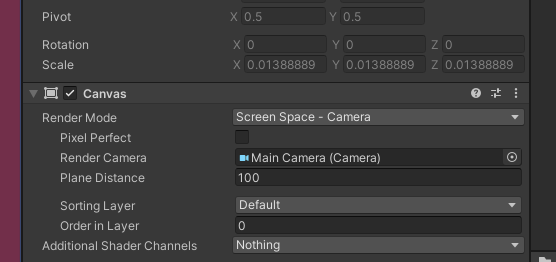 Pivot X 0.5 Y 0.5
Rotation X 0 Y 0 Z 0
Scale X 0.01388889 Y 0.01388889 Z 0.01388889
Canvas
Render Mode Screen Space - Camera
Pixel Perfect
Render Camera Main Camera (Camera)
Plane Distance 100
Sorting Layer Default
Order in Layer 0
Additional Shader Channels Nothing